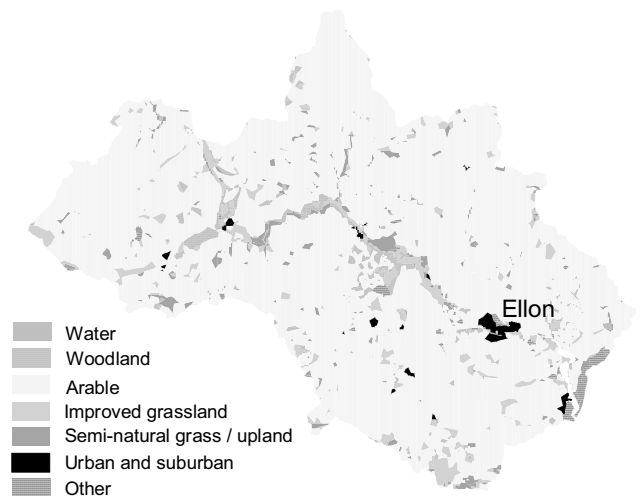 Ellon
Water
Woodland
Arable
Improved grassland
Semi-natural grass / upland
Urban and suburban
Other